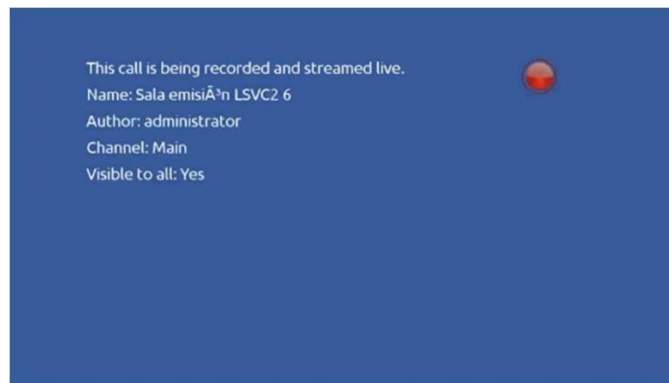 This call is being recorded and streamed live.
Name: Sala emisiÃ³n LSVC2 6
Author: administrator
Channel: Main
Visible to all: Yes